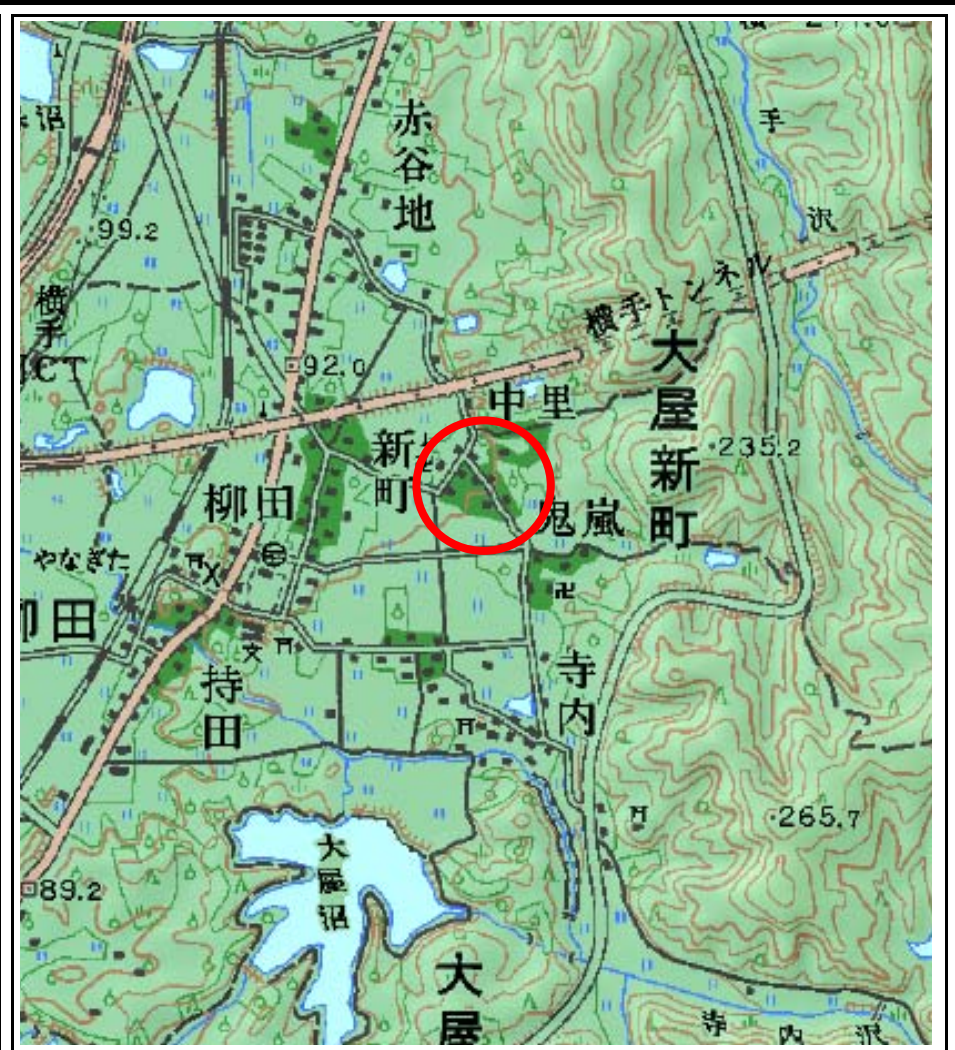 赤谷地
手
沢
99.2
横手
JCT
横手トンネル
92.0
大屋新町
中里
235.2
新町
柳田
鬼嵐
やなぎた
田
持田
寺内
265.7
大屋沼
89.2
大屋
寺内沢